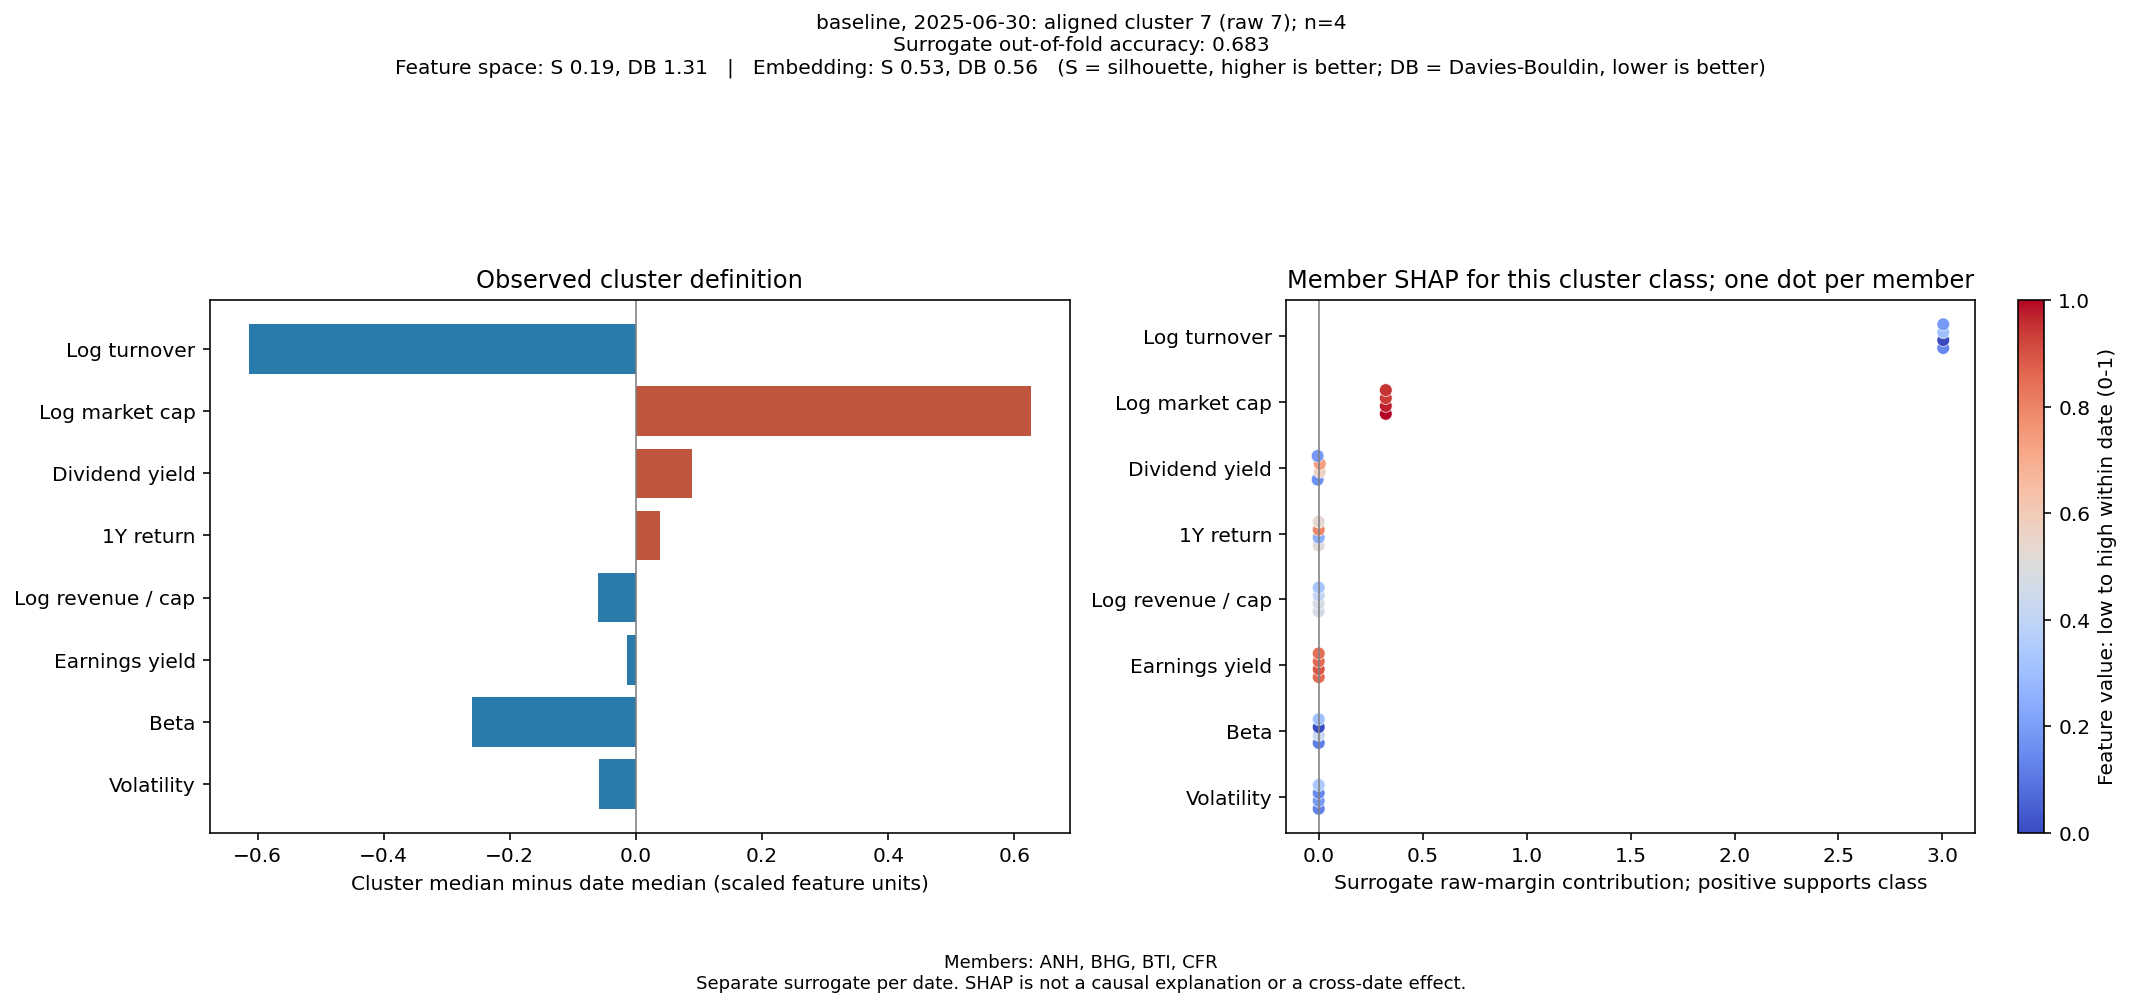 baseline, 2025-06-30: aligned cluster 7 (raw 7); n=4
Surrogate out-of-fold accuracy: 0.683
Feature space: S 0.19, DB 1.31 | Embedding: S 0.53, DB 0.56 (S = silhouette, higher is better; DB = Davies-Bouldin, lower is better)
Observed cluster definition
Log turnover
Log market cap
Dividend yield
1Y return
Log revenue / cap
Earnings yield
Beta
Volatility
−0.6 −0.4 −0.2 0.0 0.2 0.4 0.6
Cluster median minus date median (scaled feature units)
Member SHAP for this cluster class; one dot per member
Log turnover
Log market cap
Dividend yield
1Y return
Log revenue / cap
Earnings yield
Beta
Volatility
0.0 0.5 1.0 1.5 2.0 2.5 3.0
Surrogate raw-margin contribution; positive supports class
1.0
0.8
0.6
0.4
0.2
0.0
Feature value: low to high within date (0-1)
Members: ANH, BHG, BTI, CFR
Separate surrogate per date. SHAP is not a causal explanation or a cross-date effect.